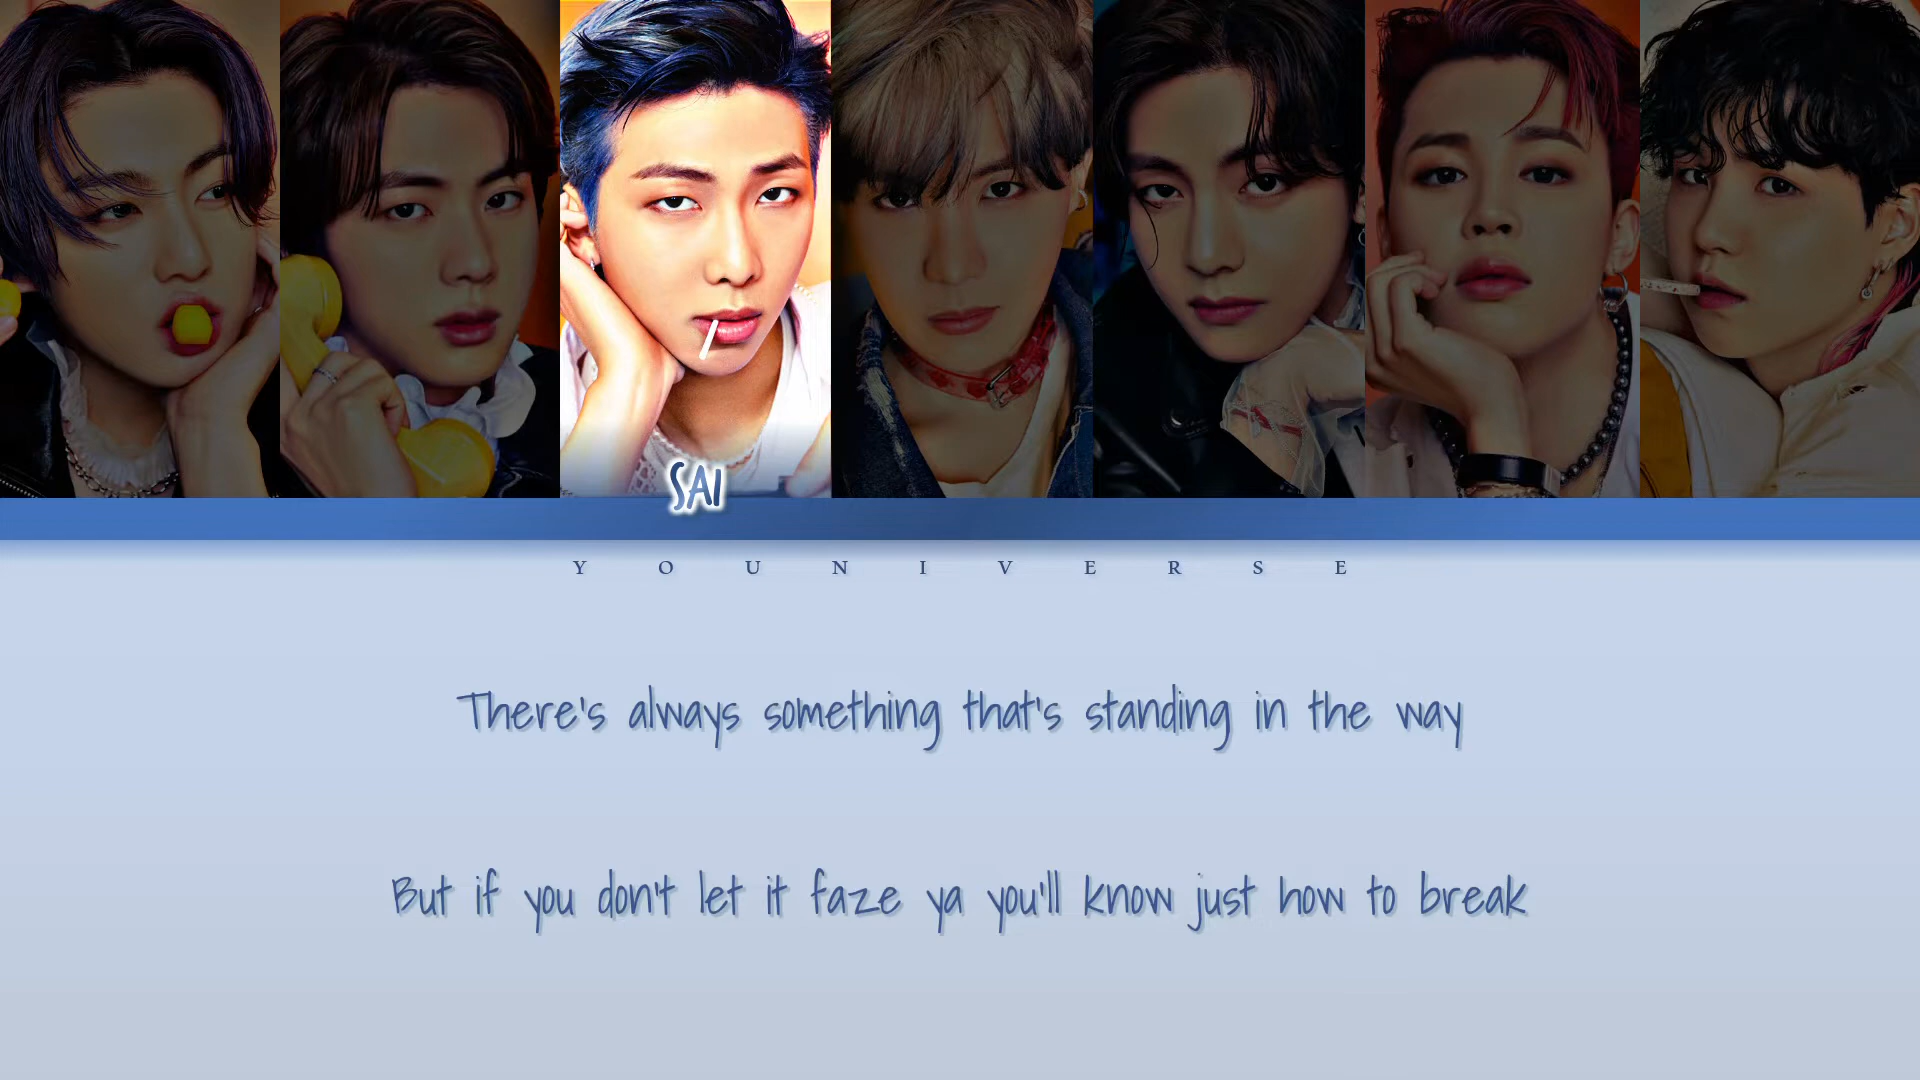 SAI
YOUNIVERSE
There's always something that's standing in the way
But if you don't let it faze ya you'll know just how to break